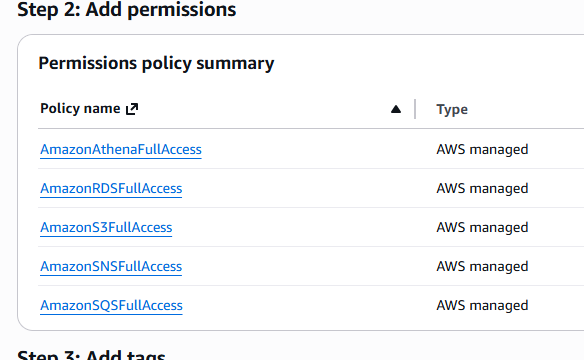 Step 2: Add permissions
Permissions policy summary
Policy name Type
AmazonAthenaFullAccess AWS managed
AmazonRDSFullAccess AWS managed
AmazonS3FullAccess AWS managed
AmazonSNSFullAccess AWS managed
AmazonSQSFullAccess AWS managed
Step 3: Add tags